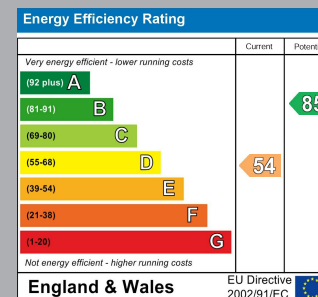 Energy Efficiency Rating
Current
Very energy efficient - lower running costs
(92 plus) A
(81-91) B
85
(69-80) C
(55-68) D
54
(39-54) E
(21-38) F
(1-20) G
Not energy efficient - higher running costs
England & Wales
EU Directive
2002/91/EC